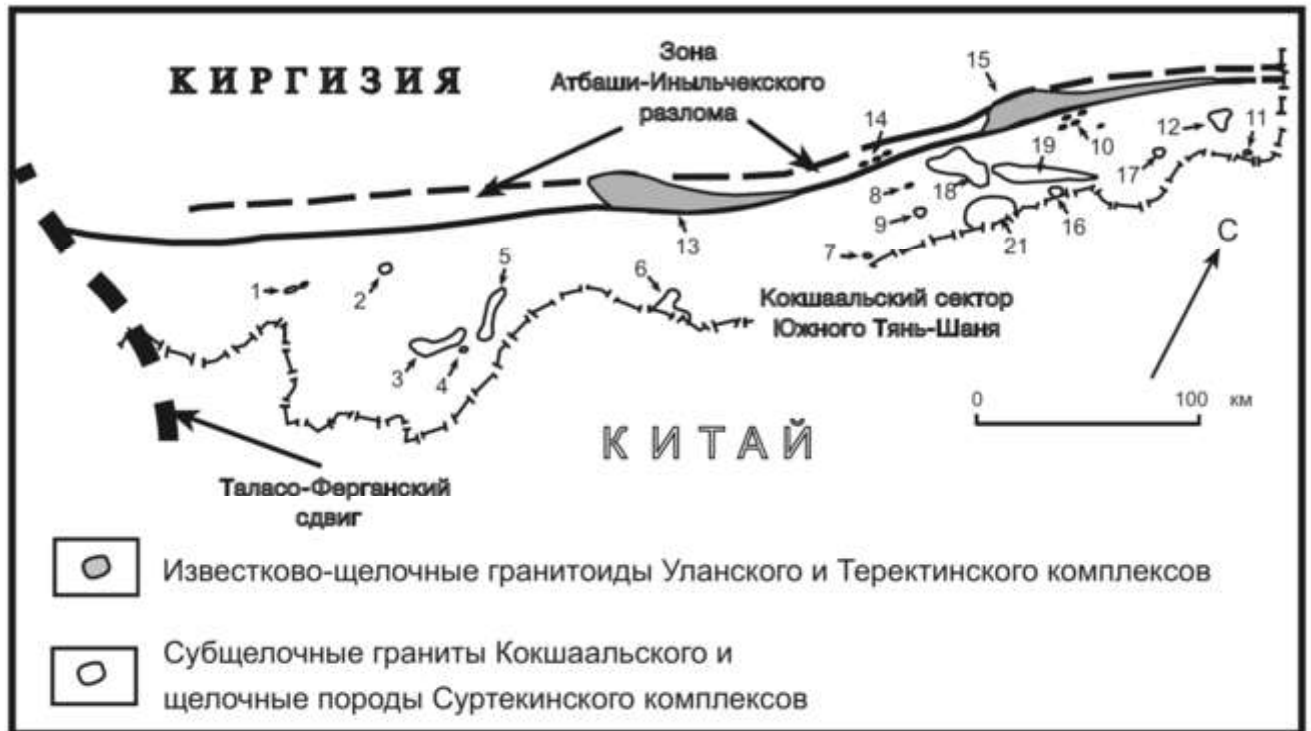 КИРГИЗИЯ
Зона
Атбаши-Иныльчекского
разлома
15
14
12
11
10
19
17
8
18
9
16
13
21
7
С
5
6
1
2
Кокшаальский сектор
Южного Тянь-Шаня
3
4
0 100 км
КИТАЙ
Таласо-Ферганский
сдвиг
Известково-щелочные гранитоиды Уланского и Теректинского комплексов
Субщелочные граниты Кокшаальского и
щелочные породы Суртекинского комплексов